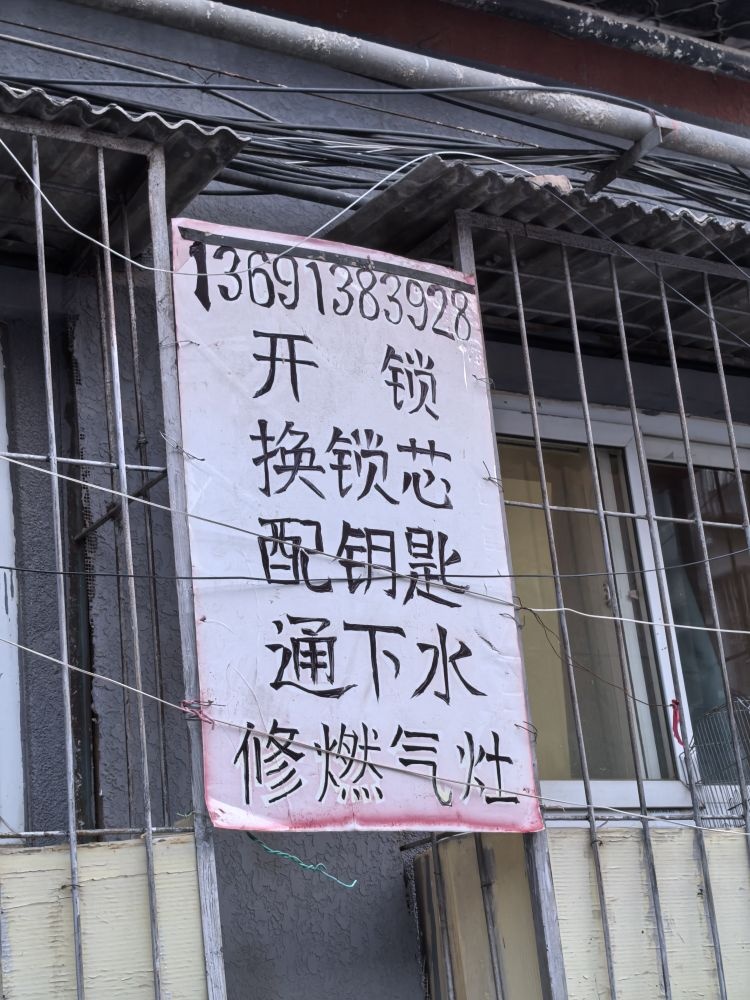 13691383928
开 锁
换锁芯
配钥匙
通下水
修燃气灶